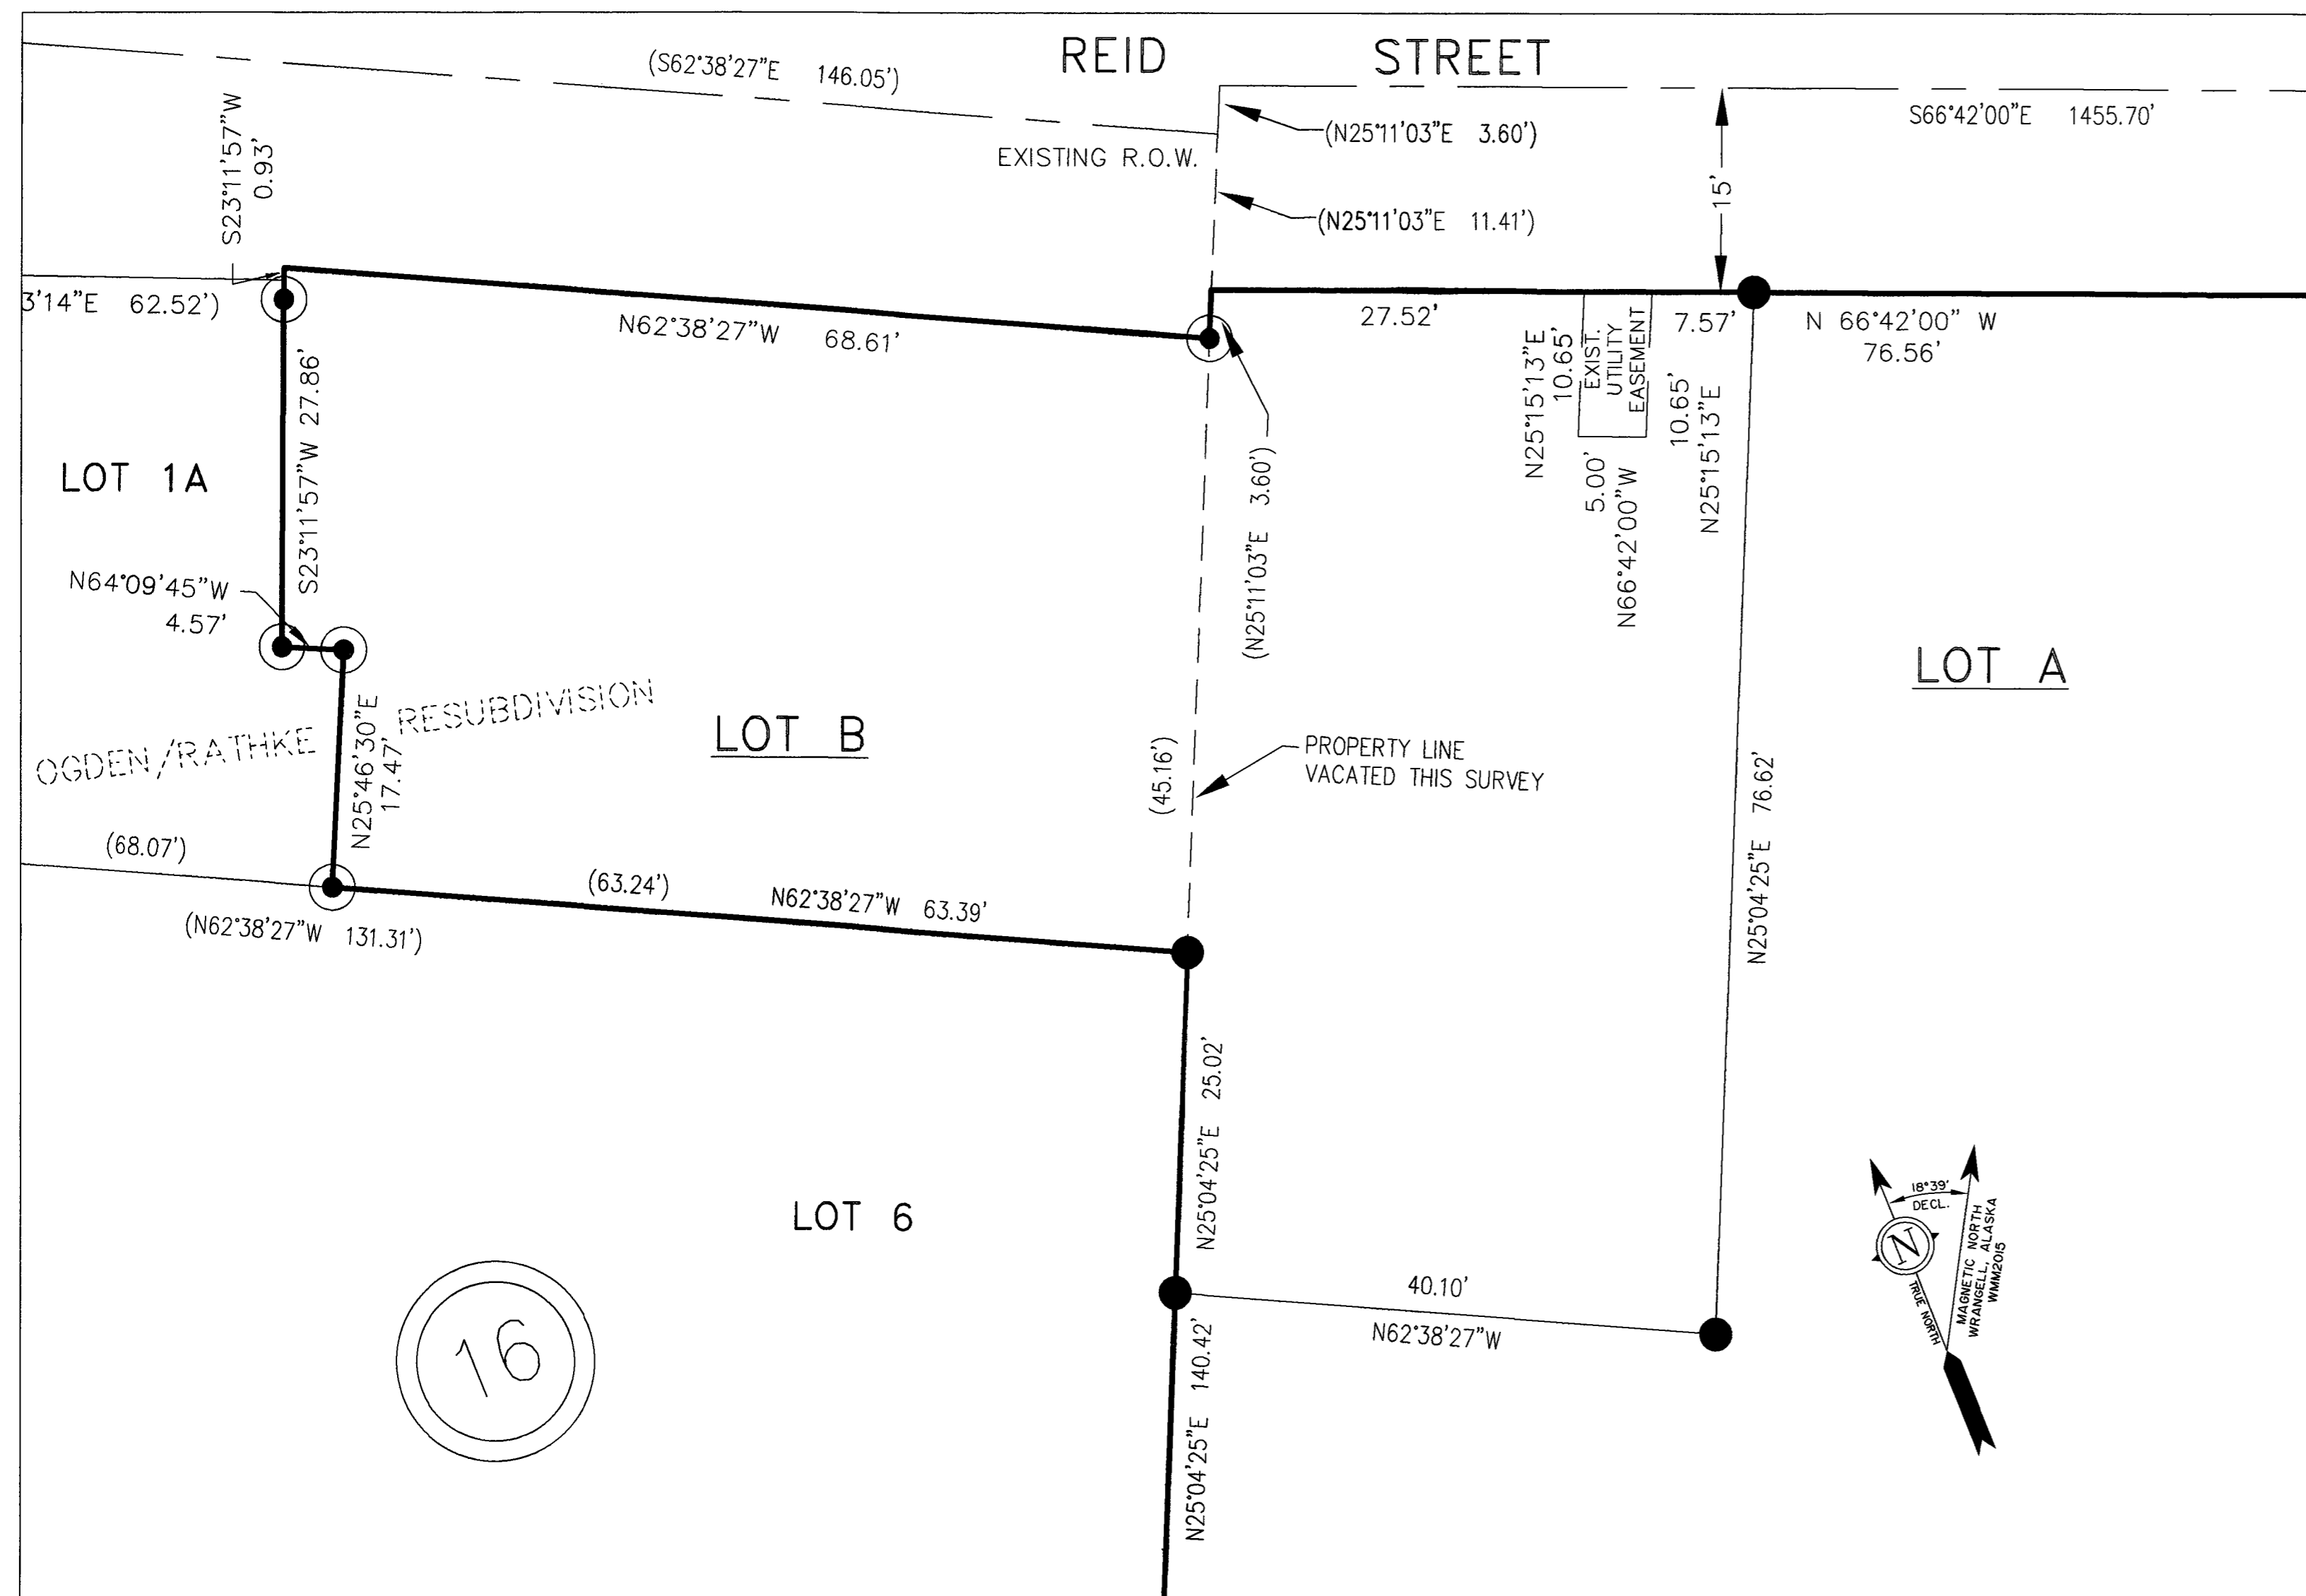 REID STREET
(S62°38'27"E 146.05')
S66°42'00"E 1455.70'
(N25°11'03"E 3.60')
EXISTING R.O.W.
(N25°11'03"E 11.41')
15'
S23°11'57"W
0.93'
3'14"E 62.52')
N62°38'27"W 68.61'
27.52'
7.57'
N 66°42'00" W
76.56'
N25°15'13"E
10.65'
EXIST.
UTILITY
EASEMENT
10.65'
N25°15'13"E
5.00'
N66°42'00"W
S23°11'57"W 27.86'
LOT 1A
(N25°11'03"E 3.60')
N64°09'45"W
4.57'
LOT A
OGDEN/RATHKE RESUBDIVISION
N25°46'30"E
17.47'
LOT B
(45.16')
PROPERTY LINE
VACATED THIS SURVEY
N25°04'25"E 76.62'
(68.07')
(63.24')
N62°38'27"W 63.39'
(N62°38'27"W 131.31')
N25°04'25"E 25.02'
LOT 6
40.10'
N62°38'27"W
16
N25°04'25"E 140.42'
18°39'
DECL.
N
TRUE NORTH
MAGNETIC NORTH
WRANGELL, ALASKA
WMM2015